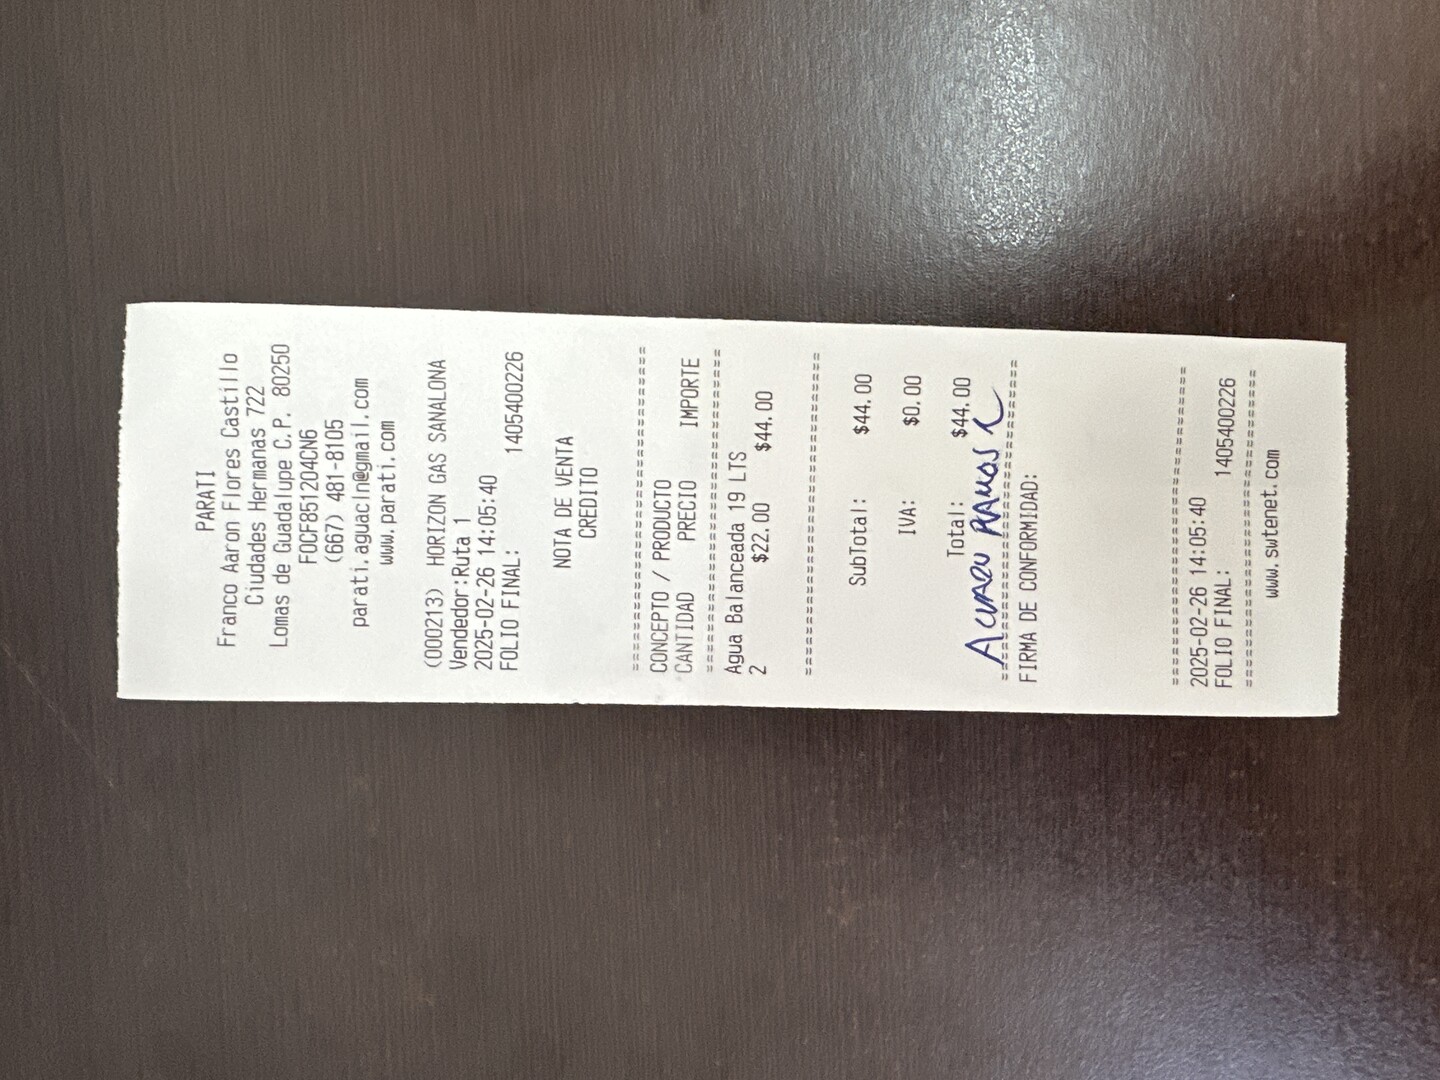 PARATI
Franco Aaron Flores Castillo
Ciudades Hermanas 722
Lomas de Guadalupe C.P. 80250
FOCF851204CN6
(667) 481-8105
parati.aguacln@gmail.com
www.parati.com
(000213) HORIZON GAS SANALONA
Vendedor:Ruta 1
2025-02-26 14:05:40
FOLIO FINAL: 1405400226
NOTA DE VENTA
CREDITO
==============================
CONCEPTO / PRODUCTO
CANTIDAD PRECIO IMPORTE
==============================
Agua Balanceada 19 LTS
2 $22.00 $44.00
==============================
SubTotal: $44.00
IVA: $0.00
Total: $44.00
RAMOS
==============================
FIRMA DE CONFORMIDAD:
==============================
2025-02-26 14:05:40
FOLIO FINAL: 1405400226
==============================
www.swtenet.com